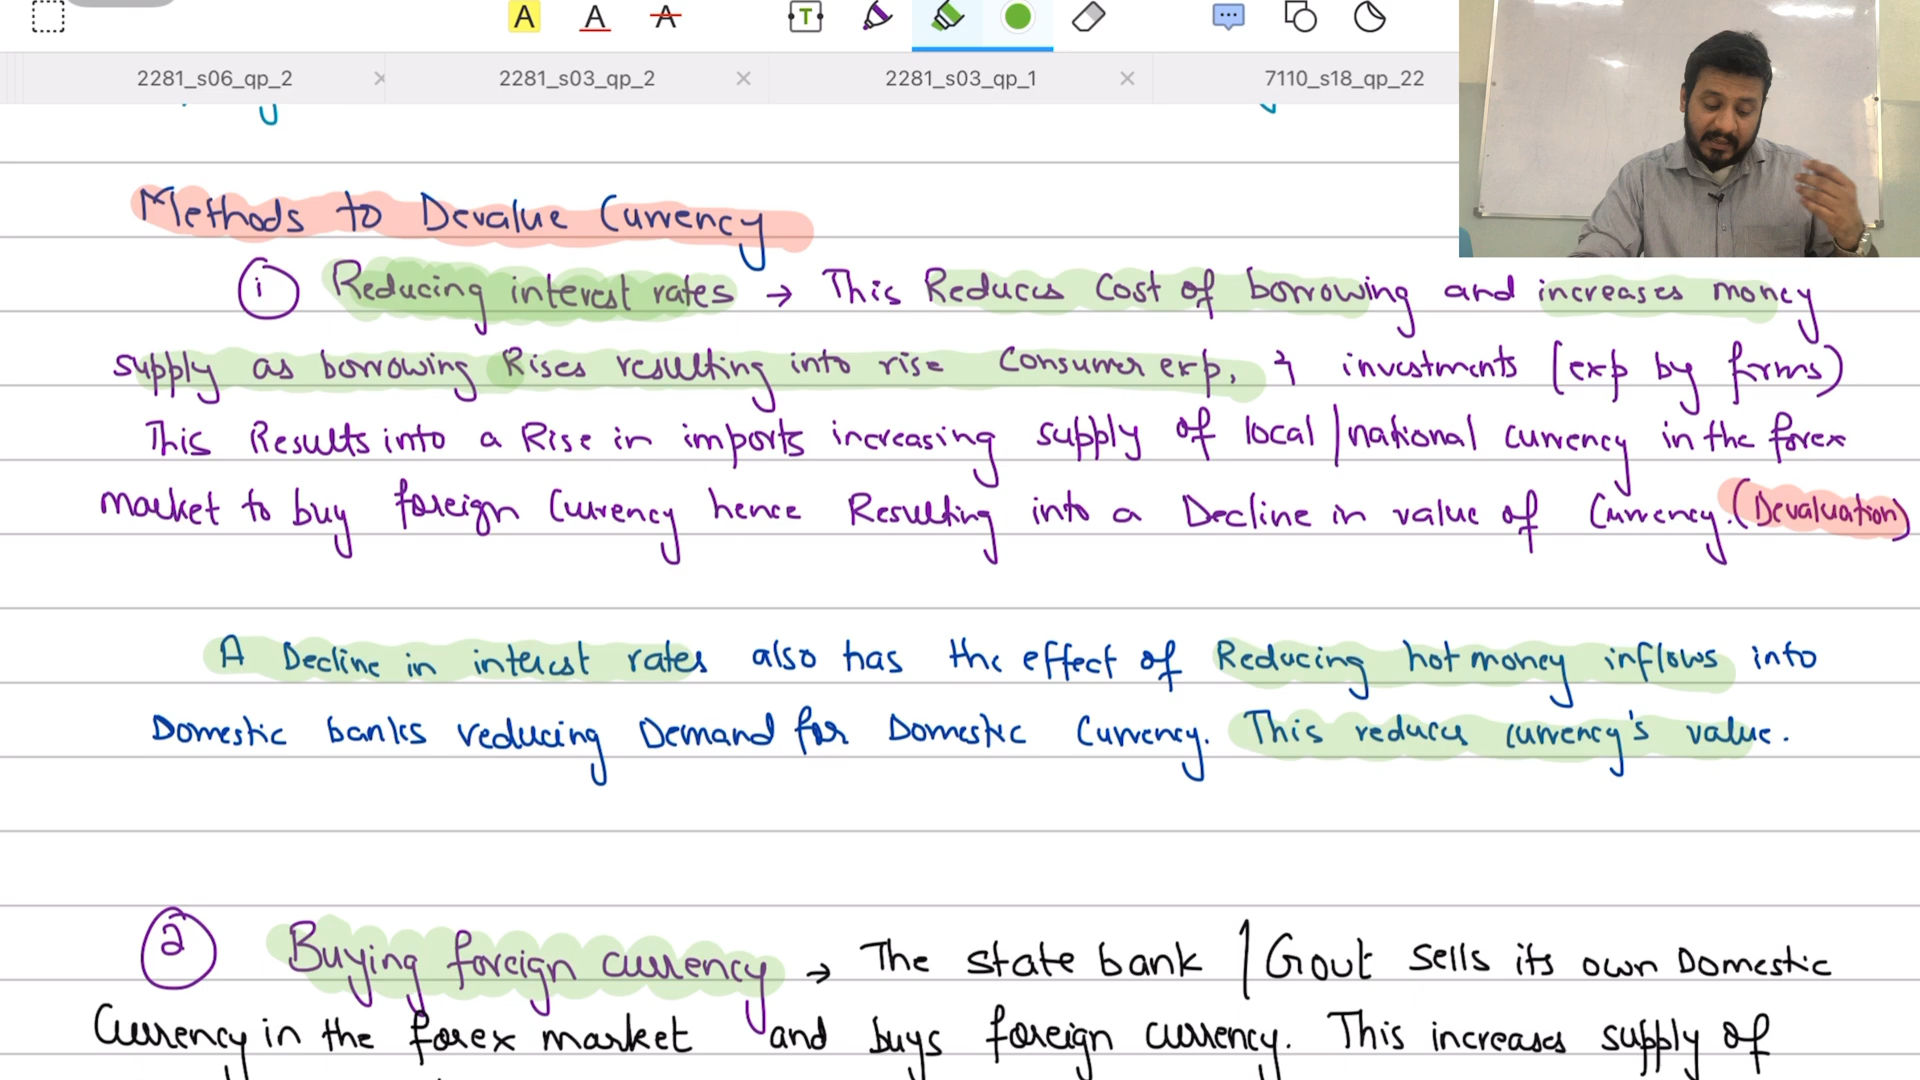 A A A T
2281_s06_qp_2 × 2281_s03_qp_2 × 2281_s03_qp_1 × 7110_s18_qp_22
Methods to Devalue Currency
i Reducing interest rates → This Reduces Cost of borrowing and increases money
supply as borrowing Rises resulting into rise Consumer exp, & investments (exp by firms)
This Results into a Rise in imports increasing supply of local | national currency in the forex
market to buy foreign Currency hence Resulting into a Decline in value of Currency. (Devaluation)
A Decline in interest rates also has the effect of Reducing hot money inflows into
Domestic banks reducing Demand for Domestic Currency. This reduces currency's value.
2 Buying foreign currency → The state bank | Govt sells its own Domestic
Currency in the forex market and buys foreign currency. This increases supply of